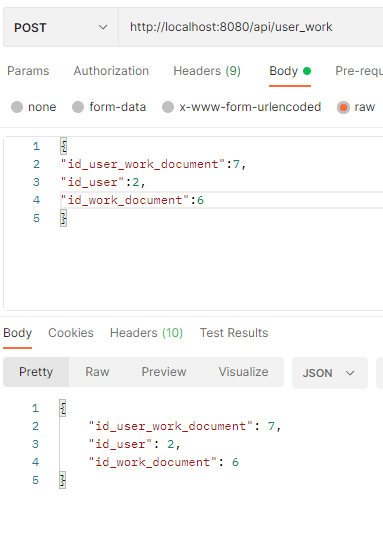 POST http://localhost:8080/api/user_work
Params Authorization Headers (9) Body Pre-requ
none form-data x-www-form-urlencoded raw
1 {
2 "id_user_work_document":7,
3 "id_user":2,
4 "id_work_document":6
5 }
Body Cookies Headers (10) Test Results
Pretty Raw Preview Visualize JSON
1 {
2 "id_user_work_document": 7,
3 "id_user": 2,
4 "id_work_document": 6
5 }